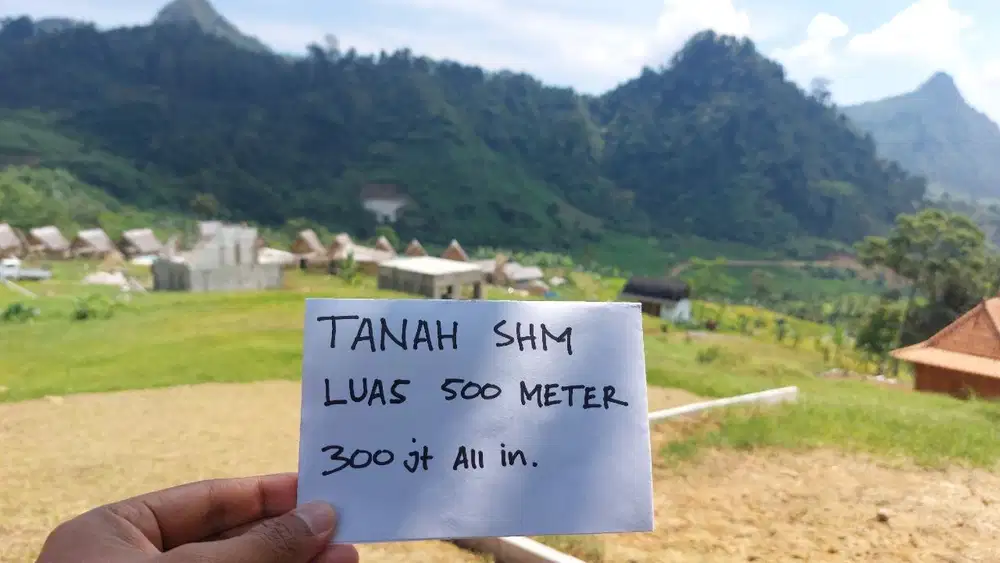 TANAH SHM
LUAS 500 METER
300 jt All in.